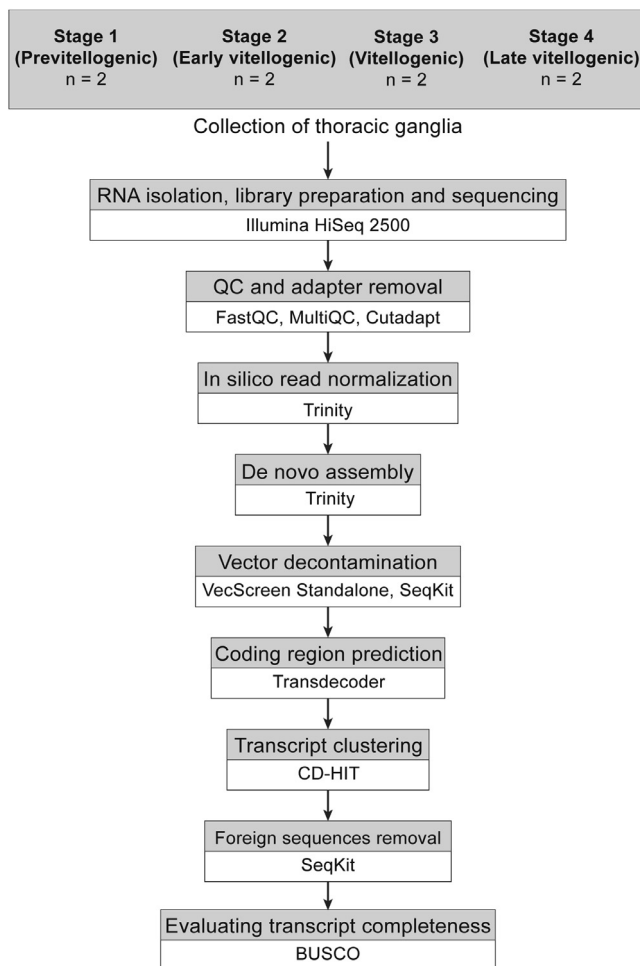 Stage 1 Stage 2 Stage 3 Stage 4
(Previtellogenic) (Early vitellogenic) (Vitellogenic) (Late vitellogenic)
n = 2 n = 2 n = 2 n = 2
Collection of thoracic ganglia
RNA isolation, library preparation and sequencing
Illumina HiSeq 2500
QC and adapter removal
FastQC, MultiQC, Cutadapt
In silico read normalization
Trinity
De novo assembly
Trinity
Vector decontamination
VecScreen Standalone, SeqKit
Coding region prediction
Transdecoder
Transcript clustering
CD-HIT
Foreign sequences removal
SeqKit
Evaluating transcript completeness
BUSCO